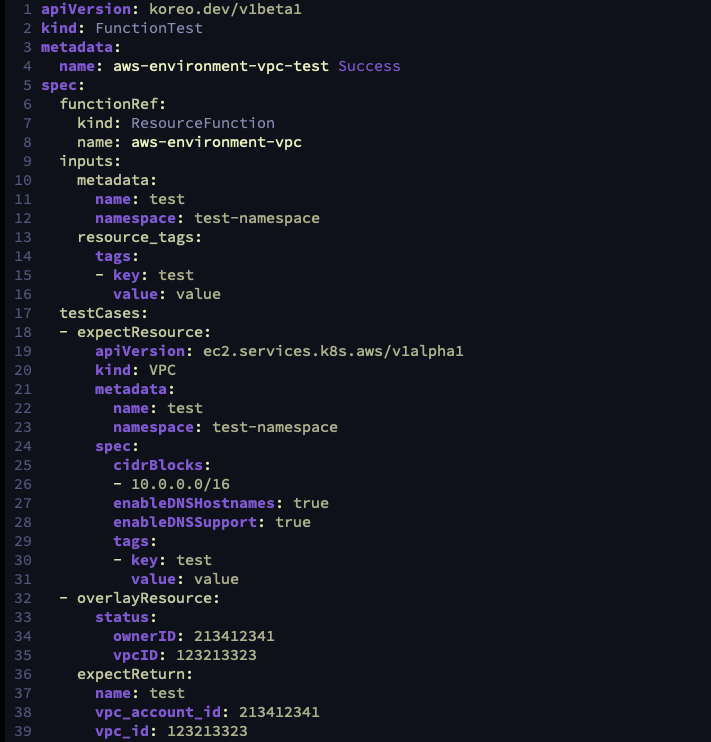 1 apiVersion: koreo.dev/v1beta1
2 kind: FunctionTest
3 metadata:
4   name: aws-environment-vpc-test Success
5 spec:
6   functionRef:
7     kind: ResourceFunction
8     name: aws-environment-vpc
9   inputs:
10     metadata:
11       name: test
12       namespace: test-namespace
13     resource_tags:
14       tags:
15       - key: test
16         value: value
17   testCases:
18   - expectResource:
19       apiVersion: ec2.services.k8s.aws/v1alpha1
20       kind: VPC
21       metadata:
22         name: test
23         namespace: test-namespace
24       spec:
25         cidrBlocks:
26         - 10.0.0.0/16
27         enableDNSHostnames: true
28         enableDNSSupport: true
29         tags:
30         - key: test
31           value: value
32   - overlayResource:
33       status:
34         ownerID: 213412341
35         vpcID: 123213323
36     expectReturn:
37       name: test
38       vpc_account_id: 213412341
39       vpc_id: 123213323